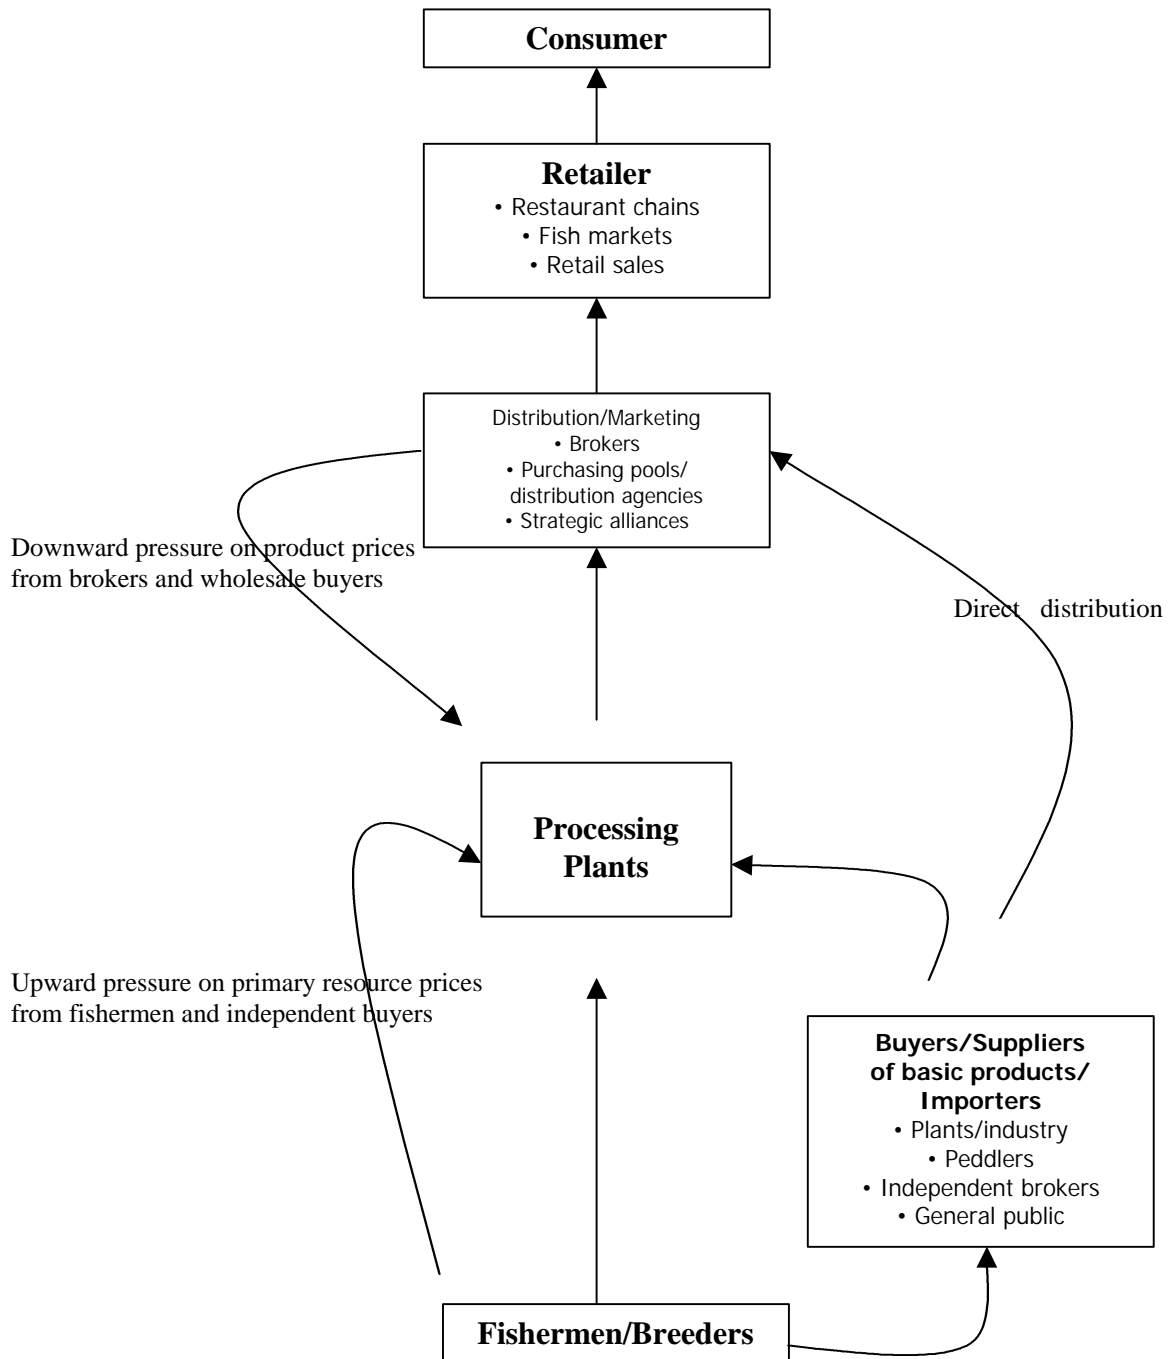 Consumer
Retailer
• Restaurant chains
• Fish markets
• Retail sales
Distribution/Marketing
• Brokers
• Purchasing pools/
distribution agencies
• Strategic alliances
Downward pressure on product prices
from brokers and wholesale buyers
Direct distribution
Processing
Plants
Upward pressure on primary resource prices
from fishermen and independent buyers
Buyers/Suppliers
of basic products/
Importers
• Plants/industry
• Peddlers
• Independent brokers
• General public
Fishermen/Breeders